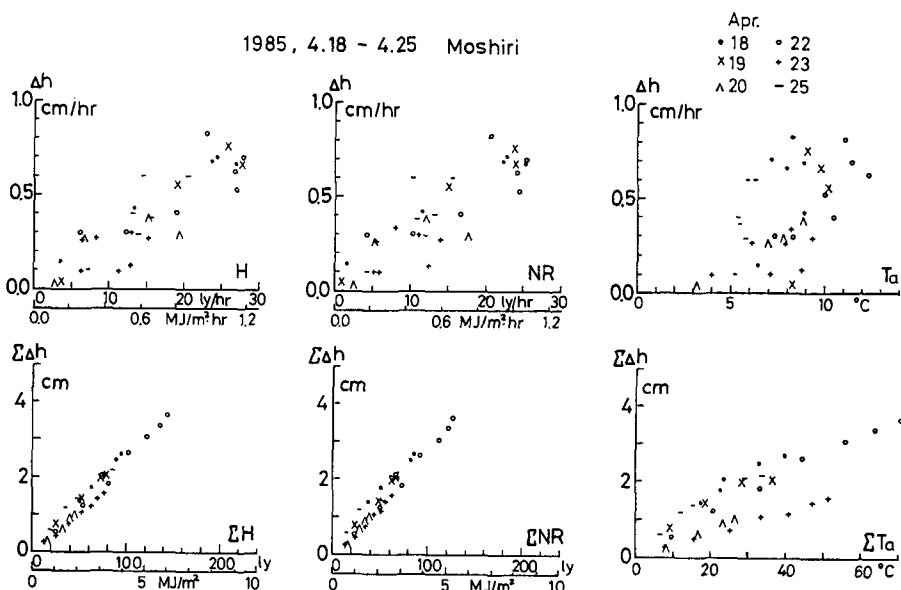 1985, 4.18 - 4.25 Moshiri
Apr.
• 18 ○ 22
× 19 + 23
∧ 20 - 25
Δh
cm/hr
1.0
0.5
0.0
0 10 20 ly/hr 30
0.0 0.6 MJ/m² hr 1.2
H
Δh
cm/hr
1.0
0.5
0.0
0 10 20 ly/hr 30
0.0 0.6 MJ/m² hr 1.2
NR
Δh
cm/hr
1.0
0.5
0.0
0 5 10 °C
Ta
ΣΔh
cm
4
2
0
0 100 200 ly
0 5 MJ/m² 10
ΣH
ΣΔh
cm
4
2
0
0 100 200 ly
0 5 MJ/m² 10
ΣNR
ΣΔh
cm
4
2
0
0 20 40 °C 60
ΣTa